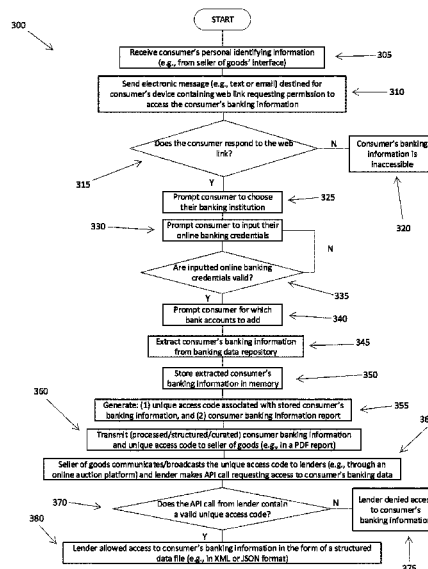 START
300
Receive consumer's personal identifying information
(e.g., from seller of goods' interface)
305
Send electronic message (e.g., text or email) destined for
consumer's device containing web link requesting permission to
access the consumer's banking information
310
Does the consumer respond to the web
link?
N
Consumer's banking
information is
inaccessible
315
320
Y
Prompt consumer to choose
their banking institution
325
330
Prompt consumer to input their
online banking credentials
N
Are inputted online banking
credentials valid?
335
Y
Prompt consumer for which
bank accounts to add
340
Extract consumer's banking information
from banking data repository
345
Store extracted consumer's
banking information in memory
350
Generate: (1) unique access code associated with stored consumer's
banking information, and (2) consumer banking information report
355
360
Transmit (processed/structured/curated) consumer banking information
and unique access code to seller of goods (e.g., in a PDF report)
Seller of goods communicates/broadcasts the unique access code to lenders (e.g., through an
online auction platform) and lender makes API call requesting access to consumer's banking data
370
Does the API call from lender contain
a valid unique access code?
N
Lender denied access
to consumer's
banking information
375
380
Y
Lender allowed access to consumer's banking information in the form of a structured
data file (e.g., in XML or JSON format)